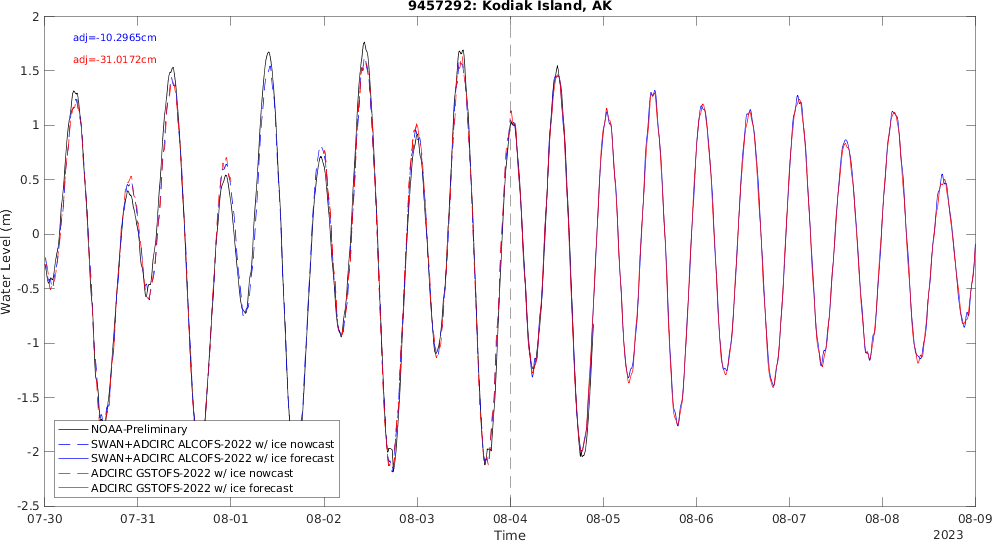 9457292: Kodiak Island, AK
adj=-10.2965cm
adj=-31.0172cm
Water Level (m)
2
1.5
1
0.5
0
-0.5
-1
-1.5
-2
-2.5
NOAA-Preliminary
SWAN+ADCIRC ALCOFS-2022 w/ ice nowcast
SWAN+ADCIRC ALCOFS-2022 w/ ice forecast
ADCIRC GSTOFS-2022 w/ ice nowcast
ADCIRC GSTOFS-2022 w/ ice forecast
07-30 07-31 08-01 08-02 08-03 08-04 08-05 08-06 08-07 08-08 08-09
Time
2023